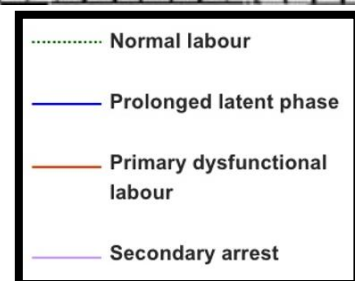 Normal labour
Prolonged latent phase
Primary dysfunctional
labour
Secondary arrest